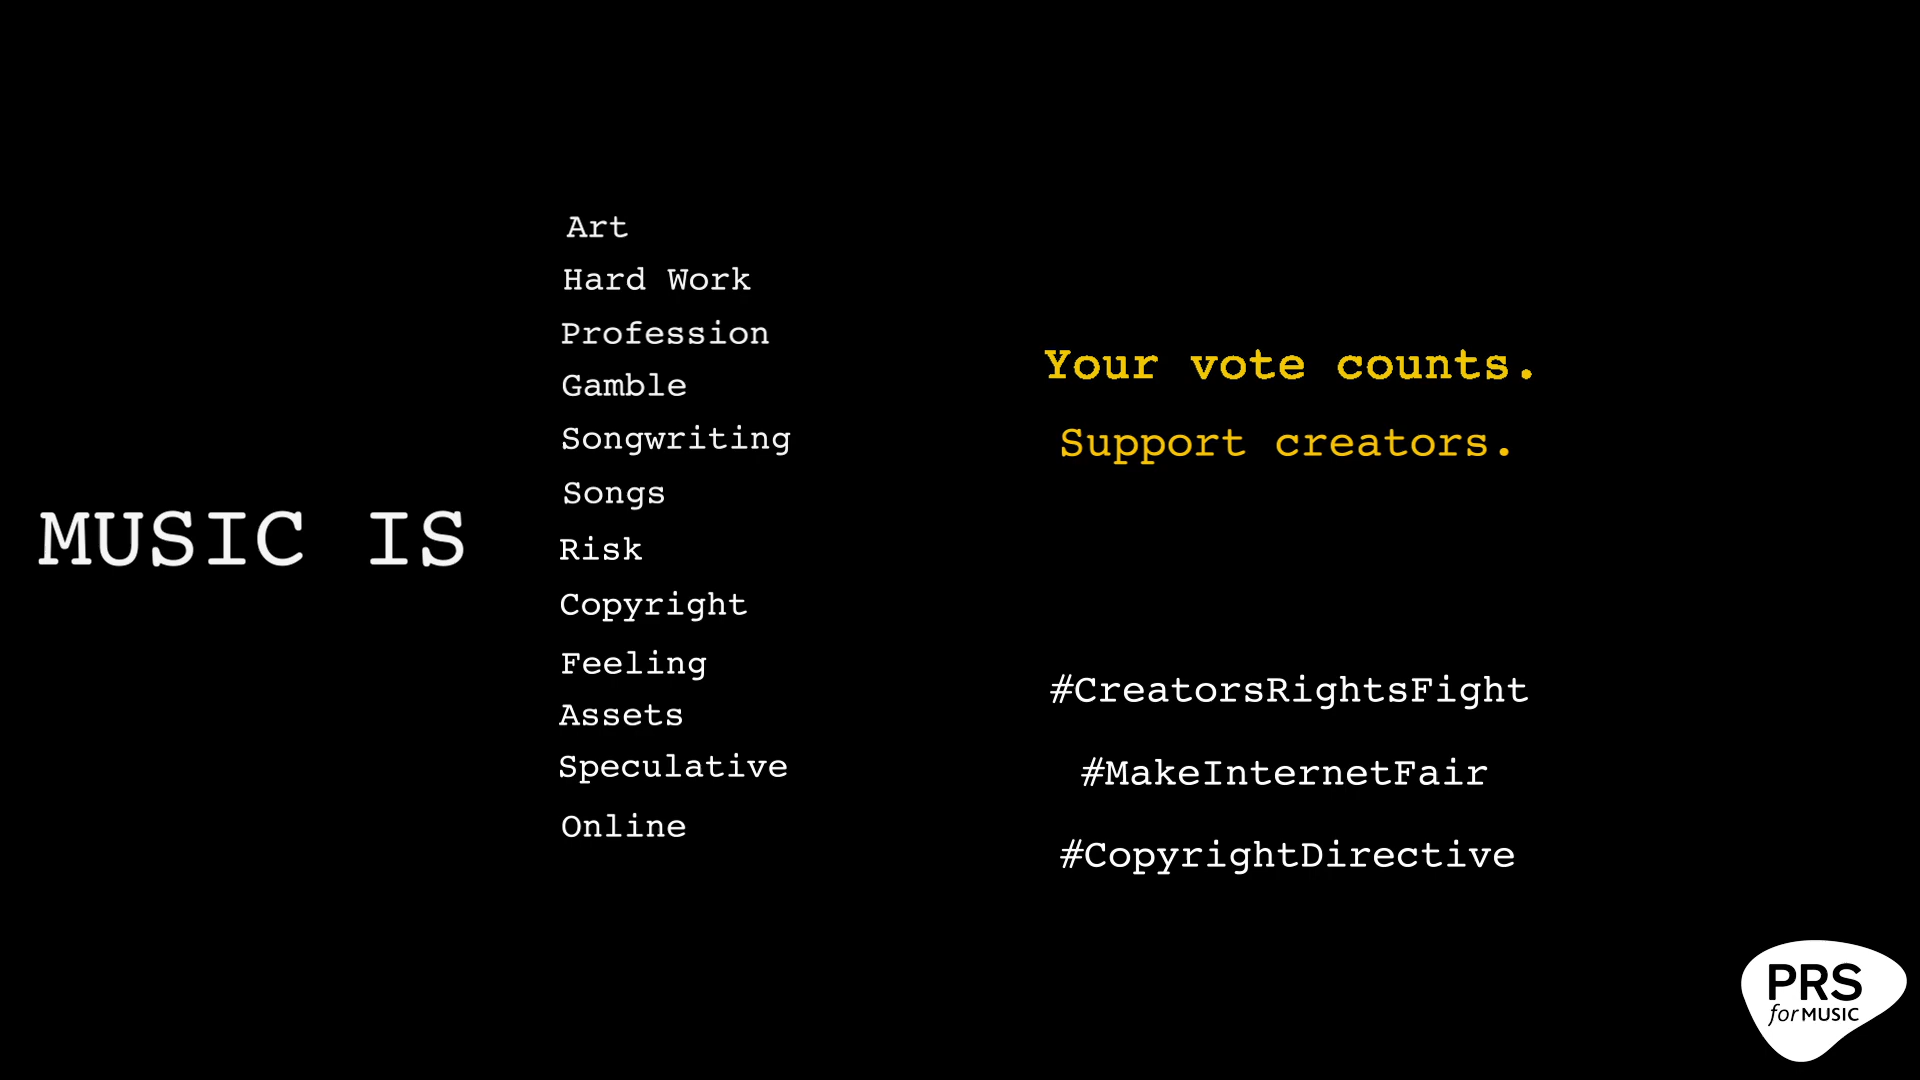 MUSIC IS
Art
Hard Work
Profession
Gamble
Songwriting
Songs
Risk
Copyright
Feeling
Assets
Speculative
Online
Your vote counts.
Support creators.
#CreatorsRightsFight
#MakeInternetFair
#CopyrightDirective
PRS
for MUSIC